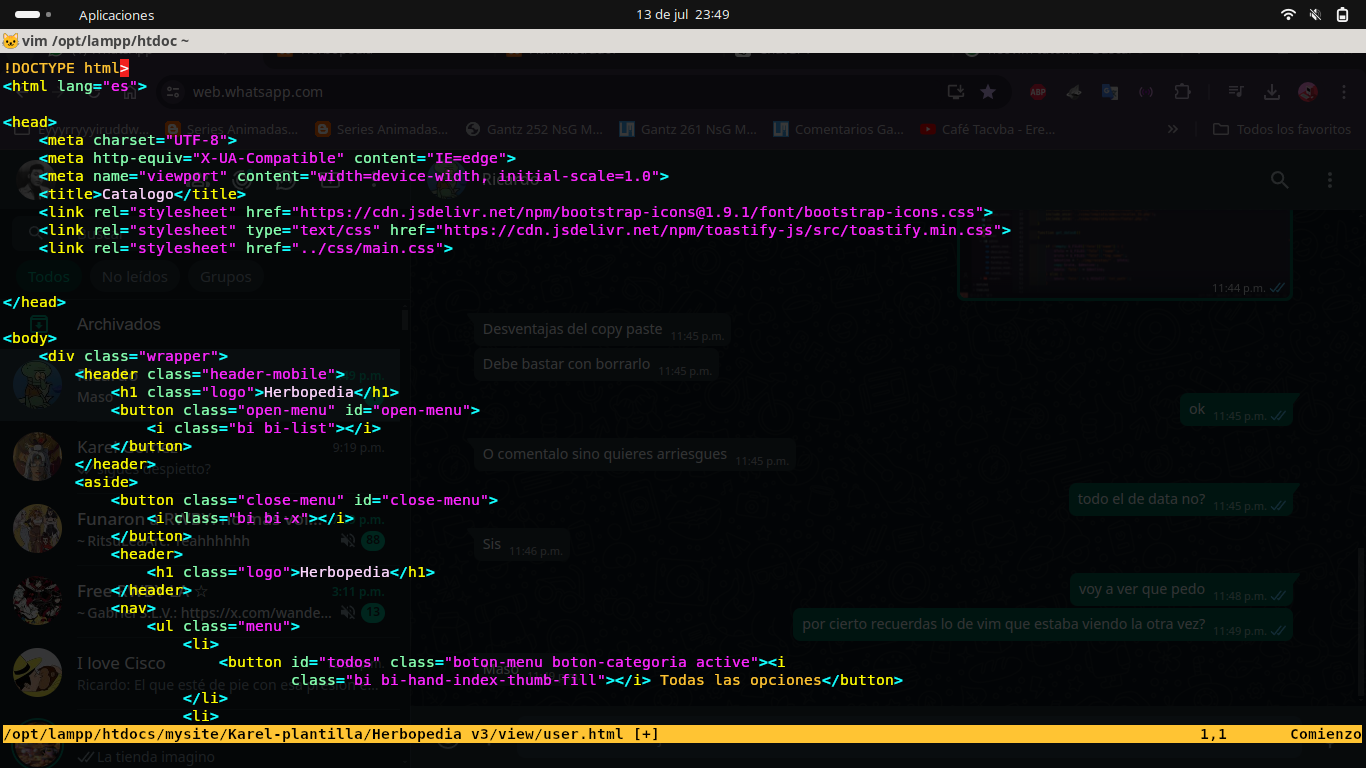 Aplicaciones
13 de jul 23:49
vim /opt/lampp/htdoc ~
!DOCTYPE html>
<html lang="es">
web.whatsapp.com
<head>
Series Animadas...
Series Animadas...
Gantz 252 NsG M...
Gantz 261 NsG M...
Comentarios Ga...
Café Tacvba - Ere...
»
Todos los favoritos
<meta charset="UTF-8">
<meta http-equiv="X-UA-Compatible" content="IE=edge">
<meta name="viewport" content="width=device-width, initial-scale=1.0">
Ricardo
<title>Catalogo</title>
<link rel="stylesheet" href="https://cdn.jsdelivr.net/npm/bootstrap-icons@1.9.1/font/bootstrap-icons.css">
<link rel="stylesheet" type="text/css" href="https://cdn.jsdelivr.net/npm/toastify-js/src/toastify.min.css">
<link rel="stylesheet" href="../css/main.css">
Todos
No leídos
Grupos
11:44 p.m.
</head>
Archivados
Desventajas del copy paste 11:45 p.m.
<body>
<div class="wrapper">
Debe bastar con borrarlo 11:45 p.m.
<header class="header-mobile">
<h1 class="logo">Herbopedia</h1>
<button class="open-menu" id="open-menu">
ok 11:45 p.m.
<i class="bi bi-list"></i>
</button>
9:19 p.m.
O comentalo sino quieres arriesgues 11:45 p.m.
</header>
<aside>
<button class="close-menu" id="close-menu">
todo el de data no? 11:45 p.m.
<i class="bi bi-x"></i>
</button>
88
Sis 11:46 p.m.
<header>
<h1 class="logo">Herbopedia</h1>
</header>
3:11 p.m.
voy a ver que pedo 11:48 p.m.
<nav>
~ Gabriel S.L.V.: https://x.com/wande...
13
<ul class="menu">
por cierto recuerdas lo de vim que estaba viendo la otra vez? 11:49 p.m.
<li>
I love Cisco
<button id="todos" class="boton-menu boton-categoria active"><i
Ricardo: El que esté de pie con esa presión e...
class="bi bi-hand-index-thumb-fill"></i> Todas las opciones</button>
</li>
<li>
/opt/lampp/htdocs/mysite/Karel-plantilla/Herbopedia v3/view/user.html [+]
1,1
Comienzo
La tienda imagino